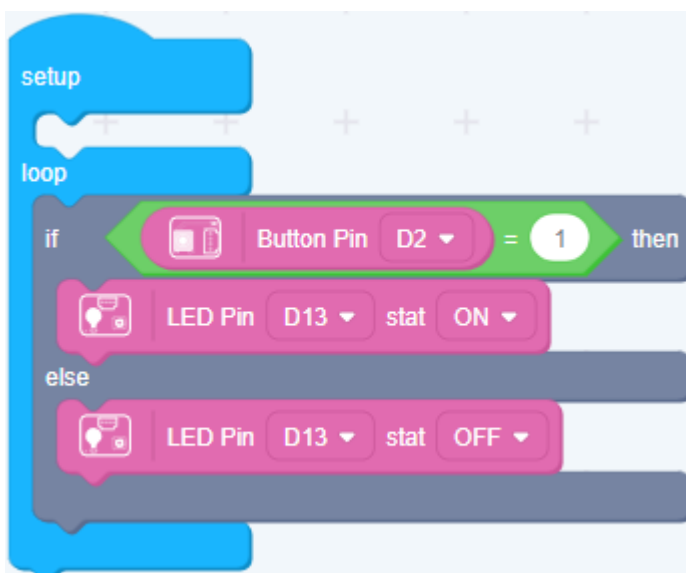 setup
loop
if Button Pin D2 = 1 then
LED Pin D13 stat ON
else
LED Pin D13 stat OFF